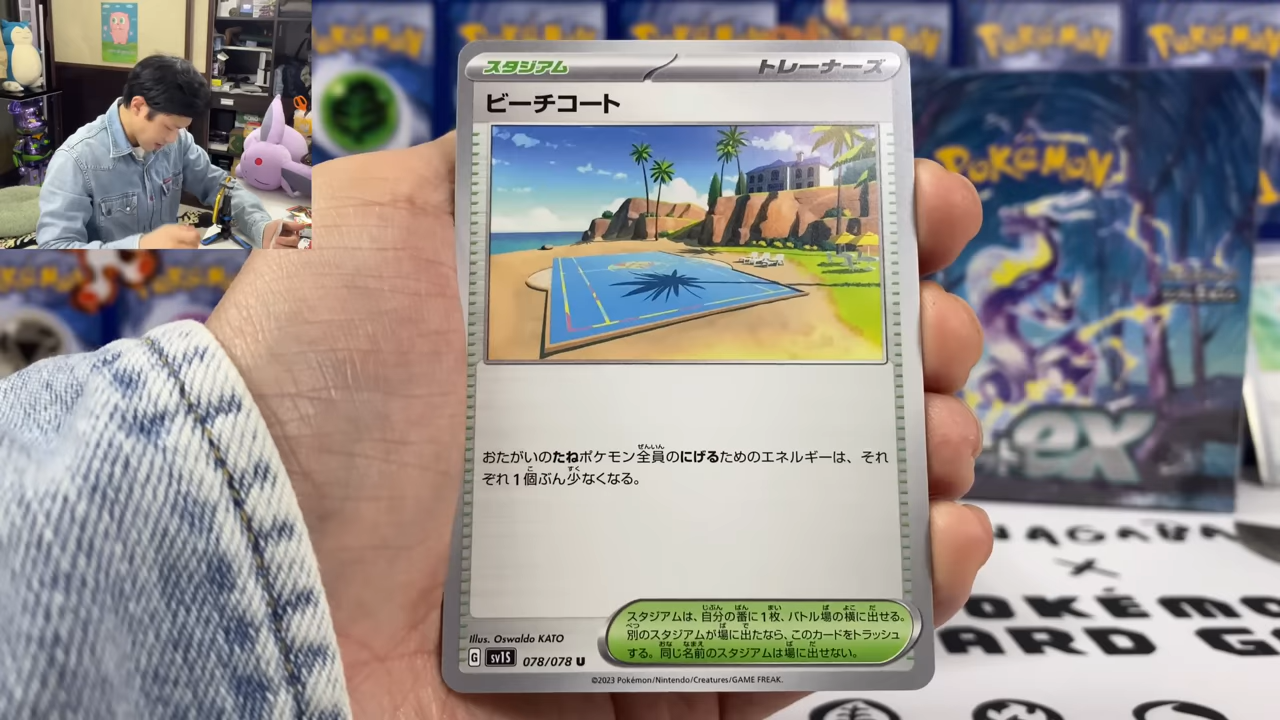 スタジアム
トレーナーズ
ビーチコート
おたがいのたねポケモン全員のにげるためのエネルギーは、それ
ぞれ1個ぶん少なくなる。
スタジアムは、自分の番に1枚、バトル場の横に出せる。
別のスタジアムが場に出たなら、このカードをトラッシュ
する。同じ名前のスタジアムは場に出せない。
Illus. Oswaldo KATO
G sv1S 078/078 U
©2023 Pokémon/Nintendo/Creatures/GAME FREAK.
POKÉMON
ex
NAGABA
×
POKÉMON
CARD GA